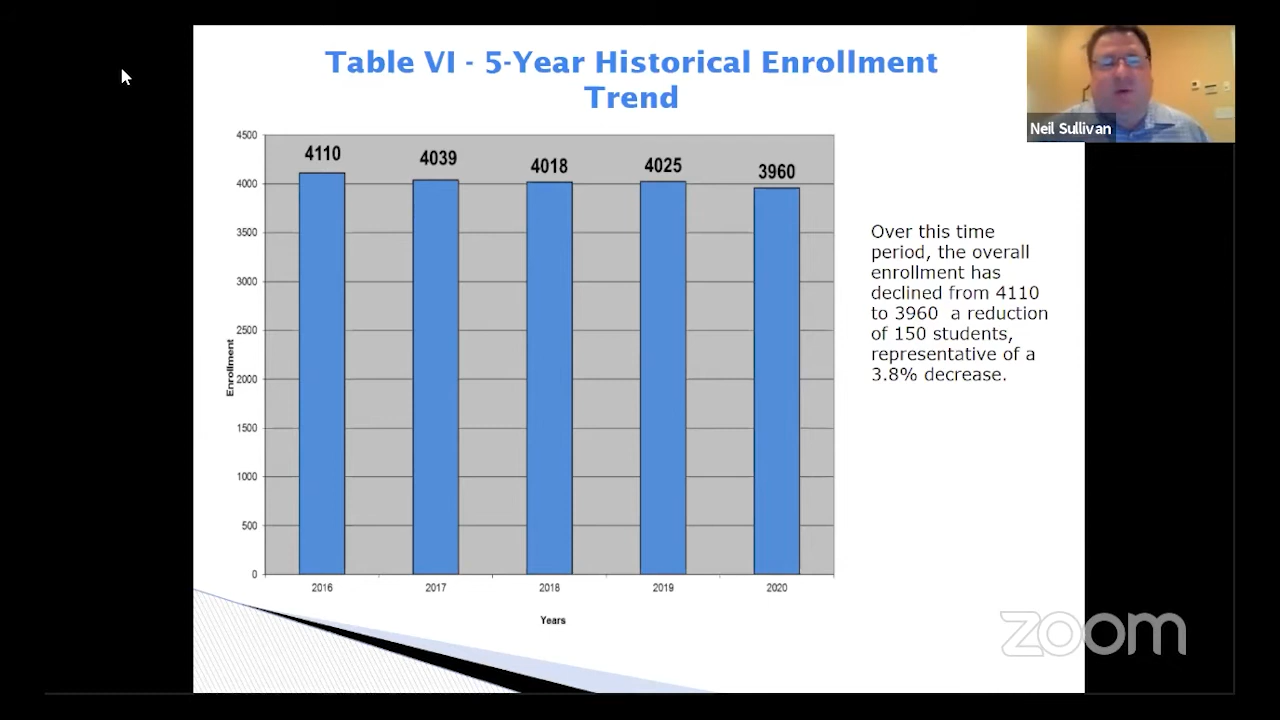 Table VI - 5-Year Historical Enrollment
Trend
Neil Sullivan
4500
4000
3500
3000
2500
2000
1500
1000
500
0
Enrollment
4110
4039
4018
4025
3960
2016
2017
2018
2019
2020
Years
Over this time
period, the overall
enrollment has
declined from 4110
to 3960 a reduction
of 150 students,
representative of a
3.8% decrease.
zoom